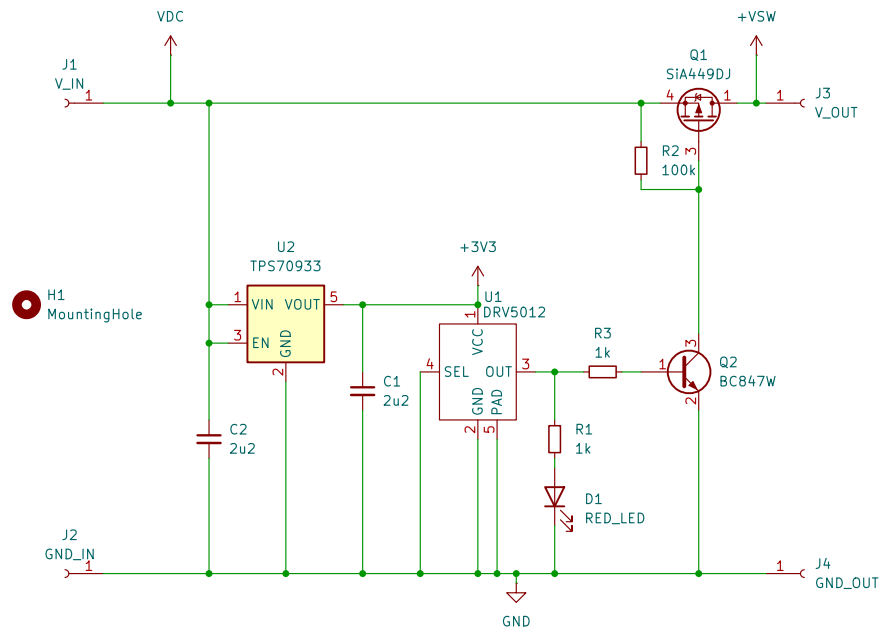 VDC
+VSW
J1
V_IN
1
Q1
SiA449DJ
4
1
3
1
J3
V_OUT
R2
100k
H1
MountingHole
U2
TPS70933
1
VIN
VOUT
5
3
EN
GND
2
+3V3
U1
DRV5012
1
VCC
4
SEL
OUT
3
GND
PAD
2
5
C1
2u2
C2
2u2
R3
1k
R1
1k
D1
RED_LED
3
1
2
Q2
BC847W
J2
GND_IN
1
GND
1
J4
GND_OUT